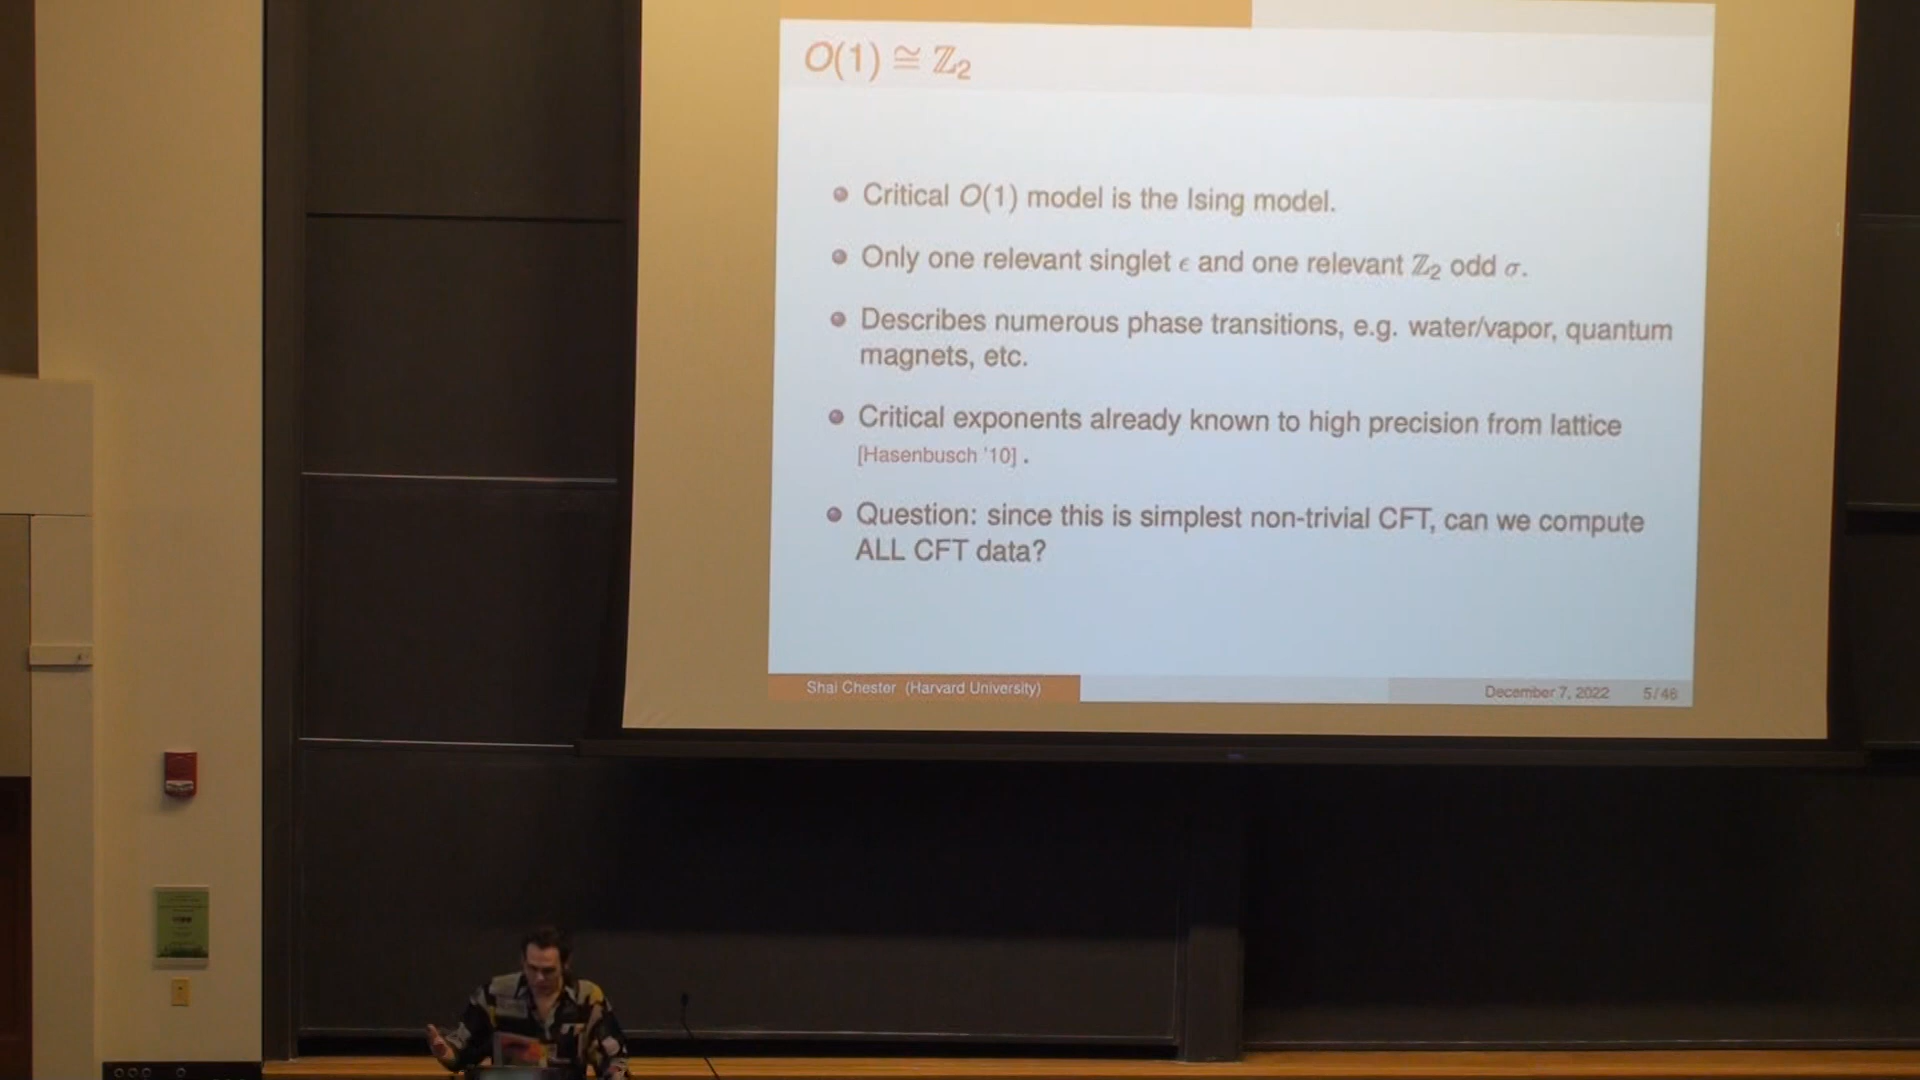 O(1) ≅ ℤ₂
Critical O(1) model is the Ising model.
Only one relevant singlet ϵ and one relevant ℤ₂ odd σ.
Describes numerous phase transitions, e.g. water/vapor, quantum
magnets, etc.
Critical exponents already known to high precision from lattice
[Hasenbusch '10] .
Question: since this is simplest non-trivial CFT, can we compute
ALL CFT data?
Shai Chester (Harvard University)
December 7, 2022
5 / 46